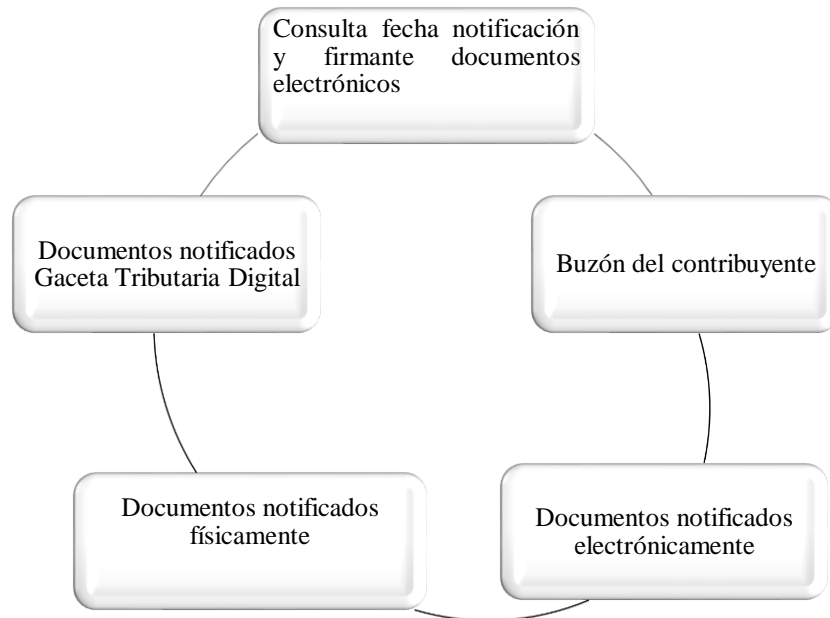 Consulta fecha notificación
y firmante documentos
electrónicos
Buzón del contribuyente
Documentos notificados
electrónicamente
Documentos notificados
físicamente
Documentos notificados
Gaceta Tributaria Digital